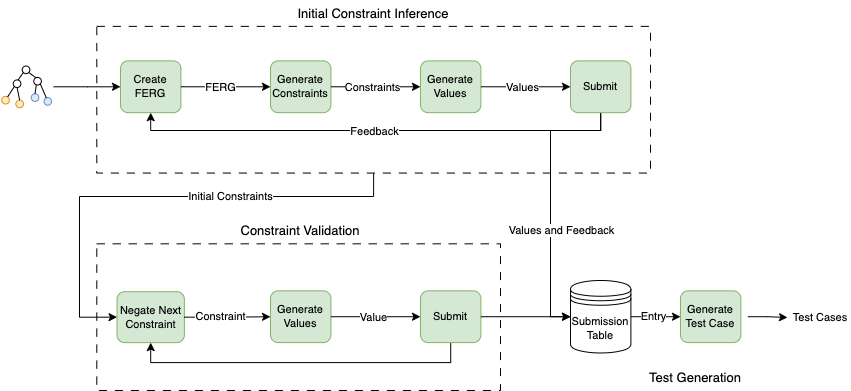 Initial Constraint Inference
Create
FERG
FERG
Generate
Constraints
Constraints
Generate
Values
Values
Submit
Feedback
Initial Constraints
Constraint Validation
Values and Feedback
Negate Next
Constraint
Constraint
Generate
Values
Value
Submit
Submission
Table
Entry
Generate
Test Case
Test Cases
Test Generation